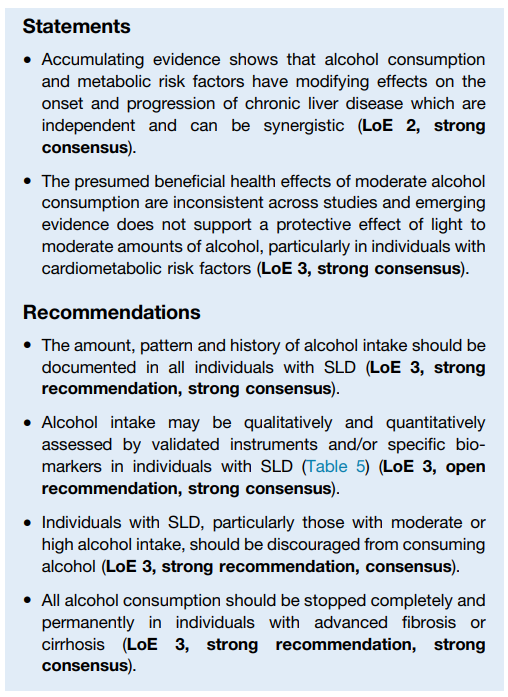 Statements
• Accumulating evidence shows that alcohol consumption
and metabolic risk factors have modifying effects on the
onset and progression of chronic liver disease which are
independent and can be synergistic (LoE 2, strong
consensus).
• The presumed beneficial health effects of moderate alcohol
consumption are inconsistent across studies and emerging
evidence does not support a protective effect of light to
moderate amounts of alcohol, particularly in individuals with
cardiometabolic risk factors (LoE 3, strong consensus).
Recommendations
• The amount, pattern and history of alcohol intake should be
documented in all individuals with SLD (LoE 3, strong
recommendation, strong consensus).
• Alcohol intake may be qualitatively and quantitatively
assessed by validated instruments and/or specific bio-
markers in individuals with SLD (Table 5) (LoE 3, open
recommendation, strong consensus).
• Individuals with SLD, particularly those with moderate or
high alcohol intake, should be discouraged from consuming
alcohol (LoE 3, strong recommendation, consensus).
• All alcohol consumption should be stopped completely and
permanently in individuals with advanced fibrosis or
cirrhosis (LoE 3, strong recommendation, strong
consensus).